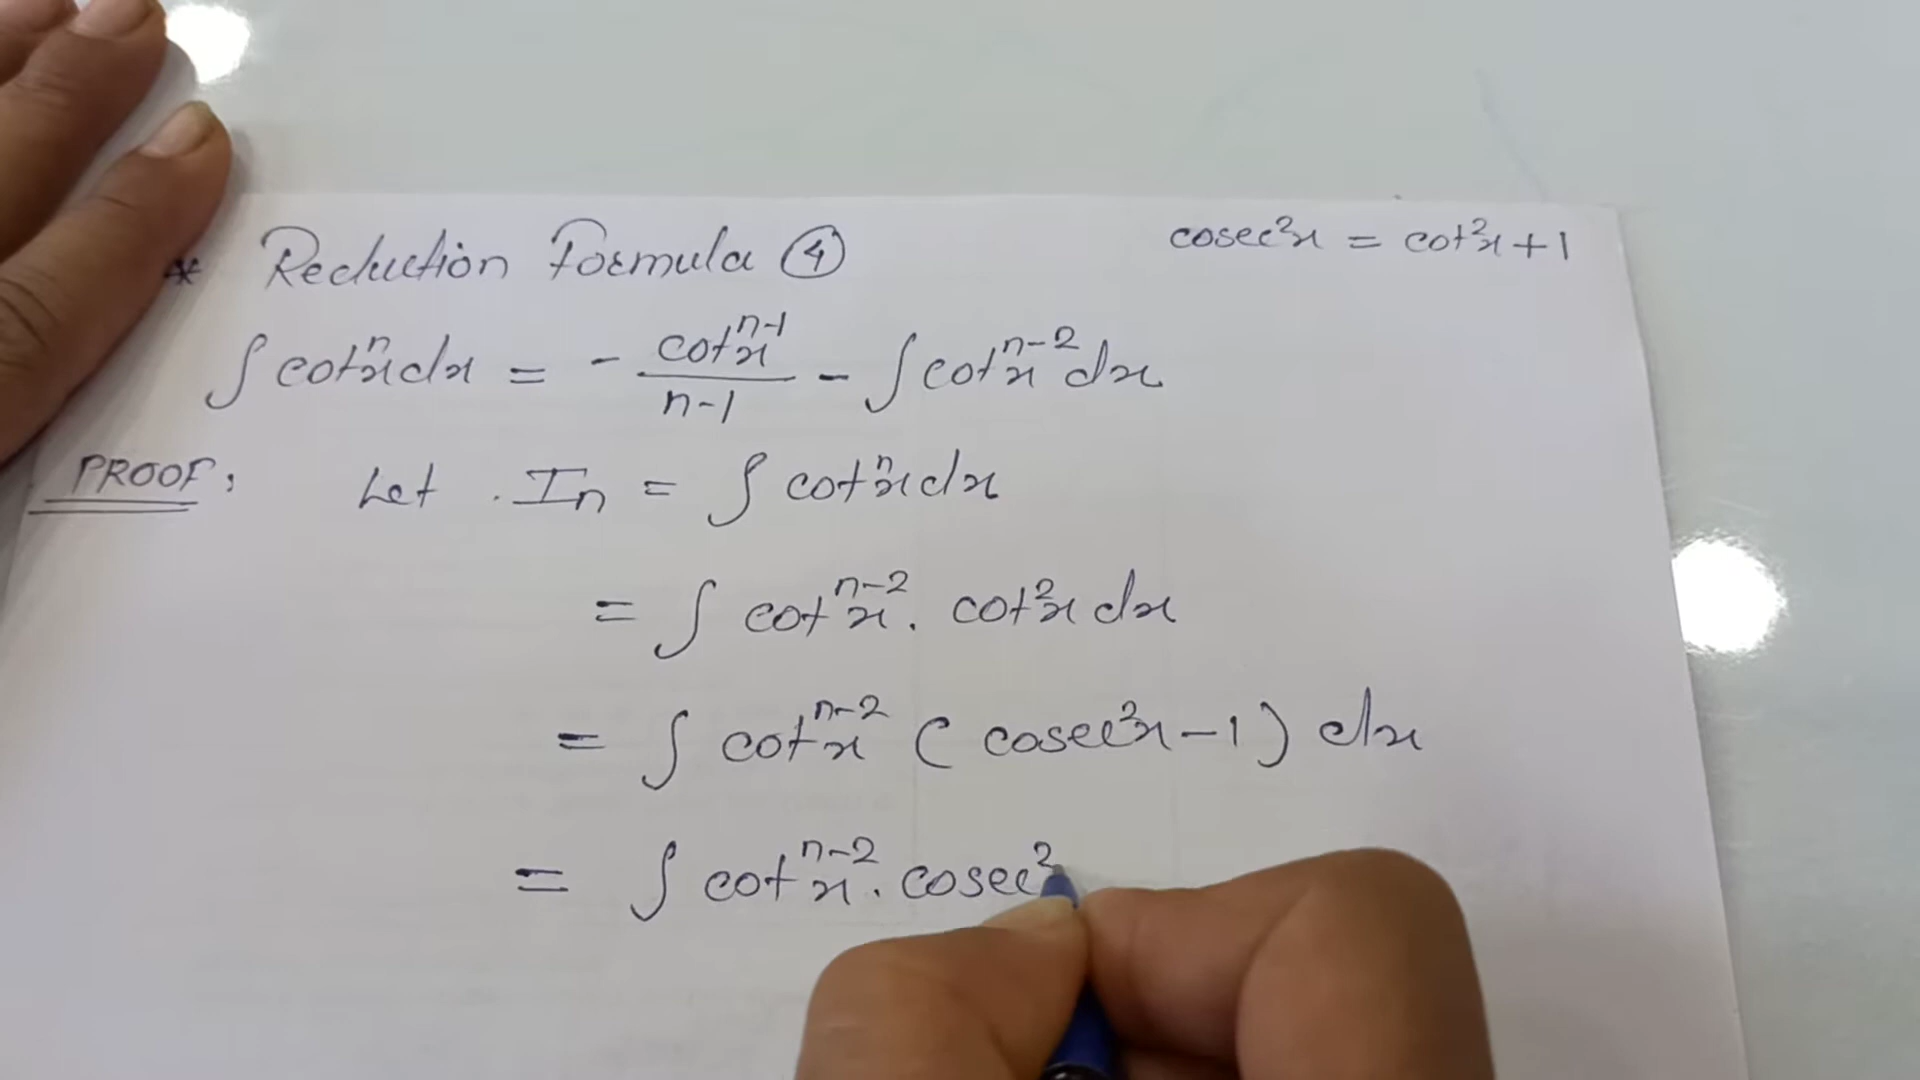 * Reduction Formula ④
cosec²x = cot²x + 1
∫ cotⁿx dx = - cotⁿ⁻¹x / n-1 - ∫ cotⁿ⁻²x dx
PROOF: Let . Iₙ = ∫ cotⁿx dx
= ∫ cotⁿ⁻²x . cot²x dx
= ∫ cotⁿ⁻²x ( cosec²x - 1 ) dx
= ∫ cotⁿ⁻²x . cosec²